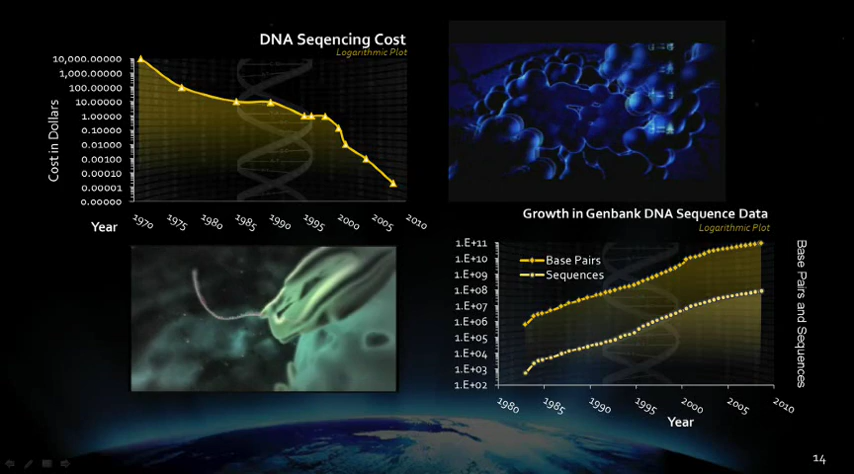 DNA Seqencing Cost
Logarithmic Plot
10,000.00000
1,000.00000
100.00000
10.00000
1.00000
0.10000
0.01000
0.00100
0.00010
0.00001
0.00000
Cost in Dollars
Year
1970
1975
1980
1985
1990
1995
2000
2005
2010
Growth in Genbank DNA Sequence Data
Logarithmic Plot
1.E+11
1.E+10
1.E+09
1.E+08
1.E+07
1.E+06
1.E+05
1.E+04
1.E+03
1.E+02
Base Pairs
Sequences
Base Pairs and Sequences
1980
1985
1990
1995
2000
2005
2010
Year
14